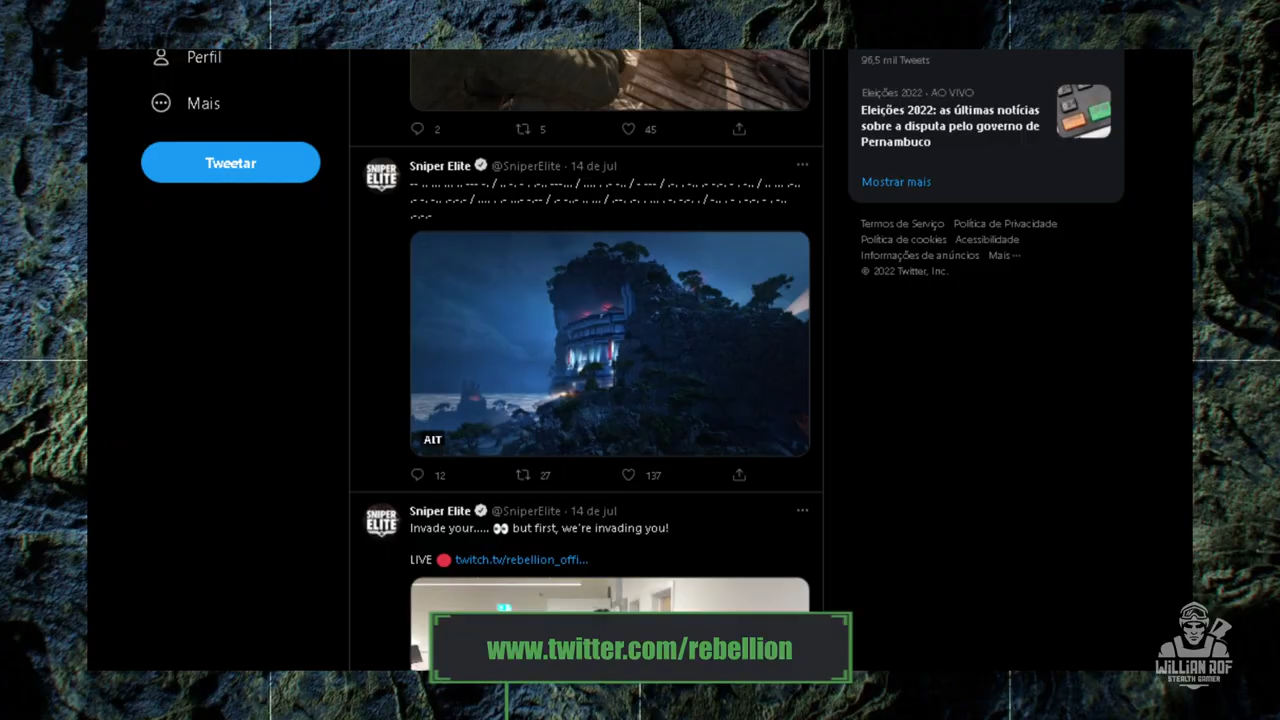 Perfil
Mais
Tweetar
2 5 45
SNIPER ELITE
Sniper Elite @SniperElite · 14 de jul
ALT
12 27 137
SNIPER ELITE
Sniper Elite @SniperElite · 14 de jul
Invade your..... 👀 but first, we're invading you!
LIVE 🔴 twitch.tv/rebellion_offi...
96,5 mil Tweets
Eleições 2022 · AO VIVO
Eleições 2022: as últimas notícias
sobre a disputa pelo governo de
Pernambuco
Mostrar mais
Termos de Serviço Política de Privacidade
Política de cookies Acessibilidade
Informações de anúncios Mais ···
© 2022 Twitter, Inc.
www.twitter.com/rebellion
WILLIAN ROF
STEALTH GAMER